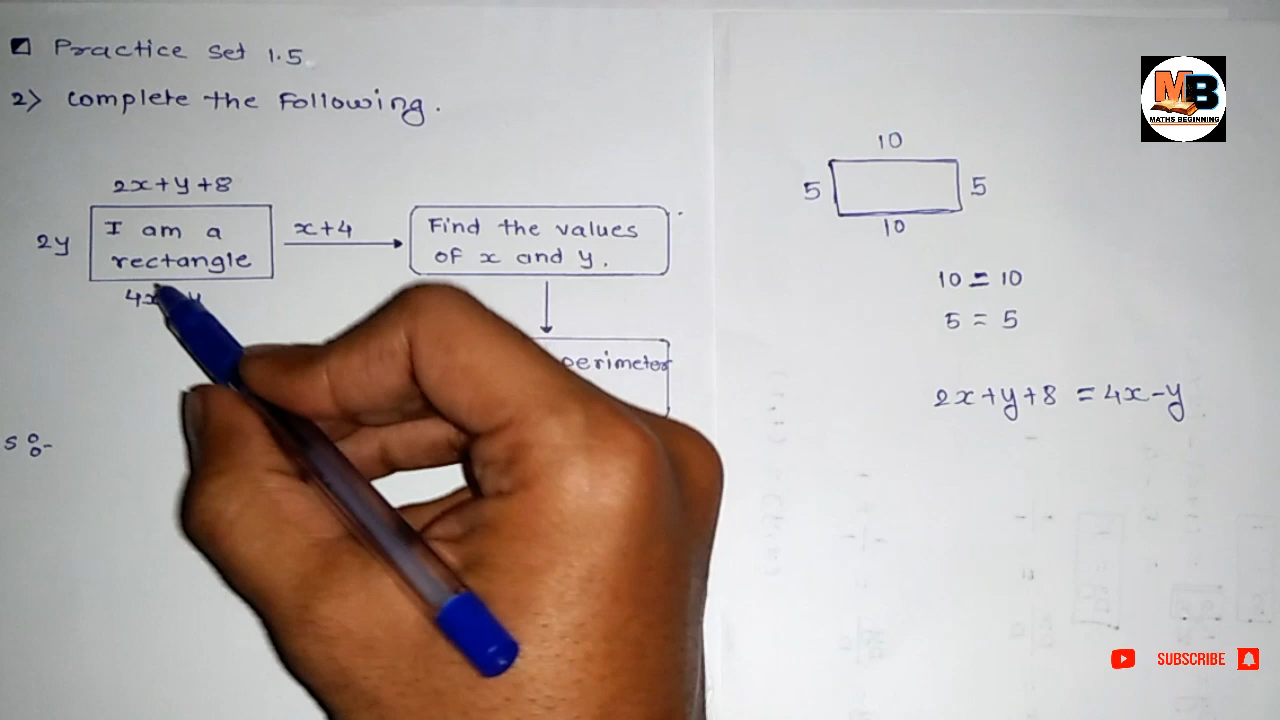 Practice Set 1.5
2) Complete the Following.
2x+y+8
2y
I am a
rectangle
x+4
Find the values
of x and y.
perimeter
S :-
10
5
5
10
10 = 10
5 = 5
2x+y+8 = 4x-y
MB
MATHS BEGINNING
SUBSCRIBE